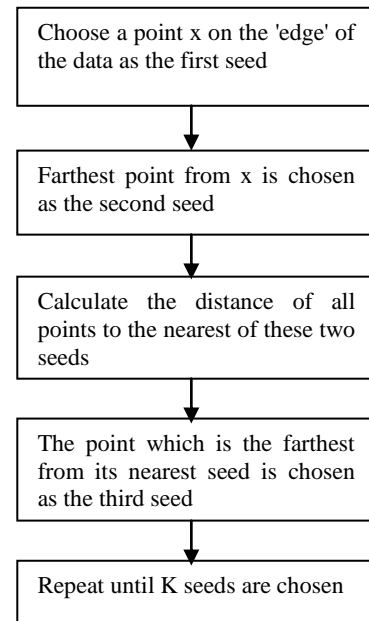 Choose a point x on the 'edge' of
the data as the first seed
Farthest point from x is chosen
as the second seed
Calculate the distance of all
points to the nearest of these two
seeds
The point which is the farthest
from its nearest seed is chosen
as the third seed
Repeat until K seeds are chosen